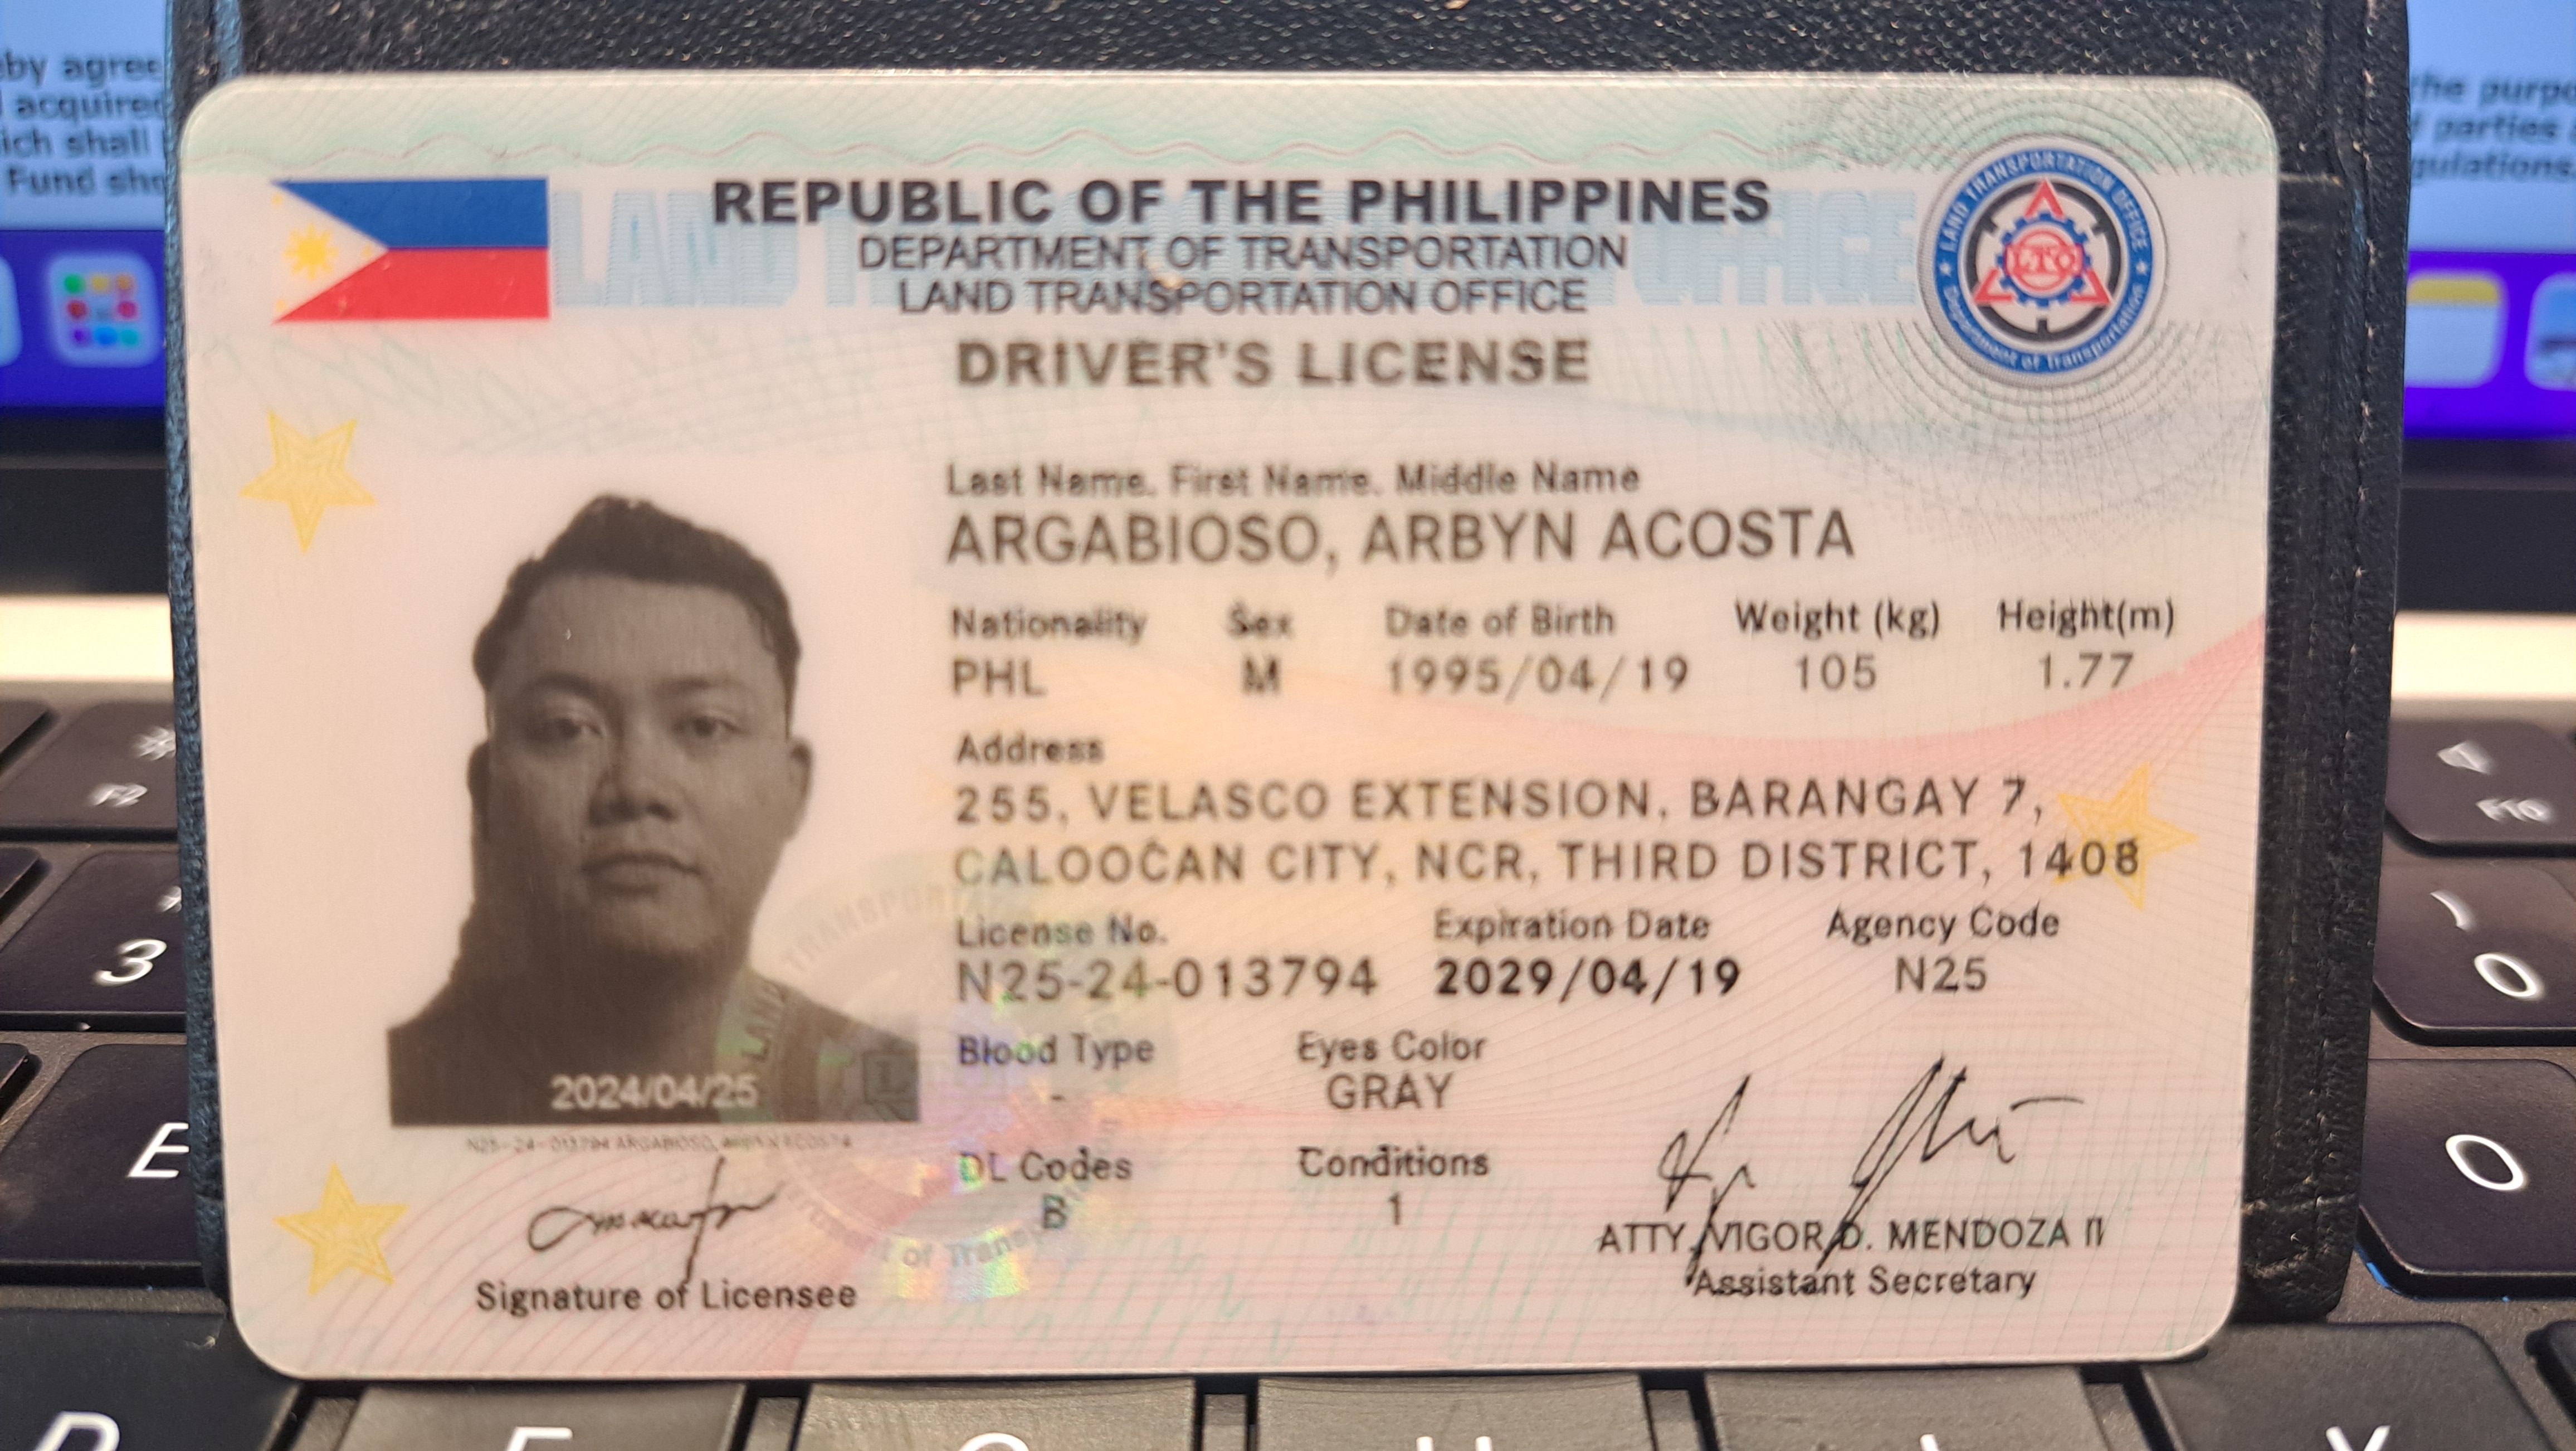 by agree
acquired
ich shall
Fund sho
the purpo
parties
gulations.
REPUBLIC OF THE PHILIPPINES
DEPARTMENT OF TRANSPORTATION
LAND TRANSPORTATION OFFICE
DRIVER'S LICENSE
LAND TRANSPORTATION OFFICE
LTO
Department of Transportation
Last Name, First Name, Middle Name
ARGABIOSO, ARBYN ACOSTA
Nationality Sex Date of Birth Weight (kg) Height(m)
PHL M 1995/04/19 105 1.77
Address
255, VELASCO EXTENSION, BARANGAY 7,
CALOOCAN CITY, NCR, THIRD DISTRICT, 1408
License No. Expiration Date Agency Code
N25-24-013794 2029/04/19 N25
Blood Type Eyes Color
- GRAY
2024/04/25
N25-24-013794 ARGABIOSO, ARBYN ACOSTA
DL Codes Conditions
B 1
ATTY. VIGOR D. MENDOZA II
Assistant Secretary
Signature of Licensee
F2
F10
3
0
E
O